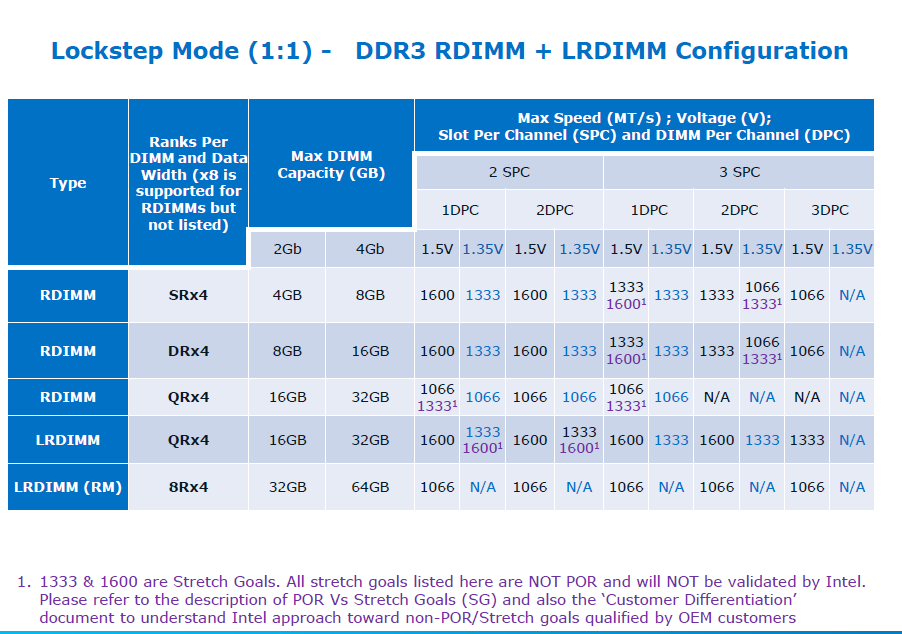 Lockstep Mode (1:1) - DDR3 RDIMM + LRDIMM Configuration
Type
Ranks Per
DIMM and Data
Width (x8 is
supported for
RDIMMs but
not listed)
Max DIMM
Capacity (GB)
Max Speed (MT/s) ; Voltage (V);
Slot Per Channel (SPC) and DIMM Per Channel (DPC)
2 SPC 3 SPC
1DPC 2DPC 1DPC 2DPC 3DPC
2Gb 4Gb 1.5V 1.35V 1.5V 1.35V 1.5V 1.35V 1.5V 1.35V 1.5V 1.35V
RDIMM SRx4 4GB 8GB 1600 1333 1600 1333 1333 1600¹ 1333 1333 1066 1333¹ 1066 N/A
RDIMM DRx4 8GB 16GB 1600 1333 1600 1333 1333 1600¹ 1333 1333 1066 1333¹ 1066 N/A
RDIMM QRx4 16GB 32GB 1066 1333¹ 1066 1066 1066 1066 1333¹ 1066 N/A N/A N/A N/A
LRDIMM QRx4 16GB 32GB 1600 1333 1600¹ 1600 1333 1600¹ 1600 1333 1600 1333 1333 N/A
LRDIMM (RM) 8Rx4 32GB 64GB 1066 N/A 1066 N/A 1066 N/A 1066 N/A 1066 N/A
1. 1333 & 1600 are Stretch Goals. All stretch goals listed here are NOT POR and will NOT be validated by Intel.
Please refer to the description of POR Vs Stretch Goals (SG) and also the ‘Customer Differentiation’
document to understand Intel approach toward non-POR/Stretch goals qualified by OEM customers